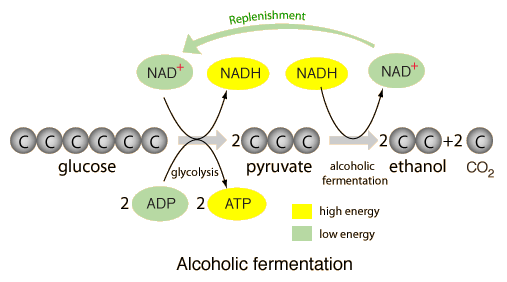 Replenishment
NAD+ NADH NADH NAD+
C C C C C C 2 C C C 2 C C +2 C
glucose pyruvate ethanol CO2
glycolysis alcoholic
fermentation
2 ADP 2 ATP
high energy
low energy
Alcoholic fermentation